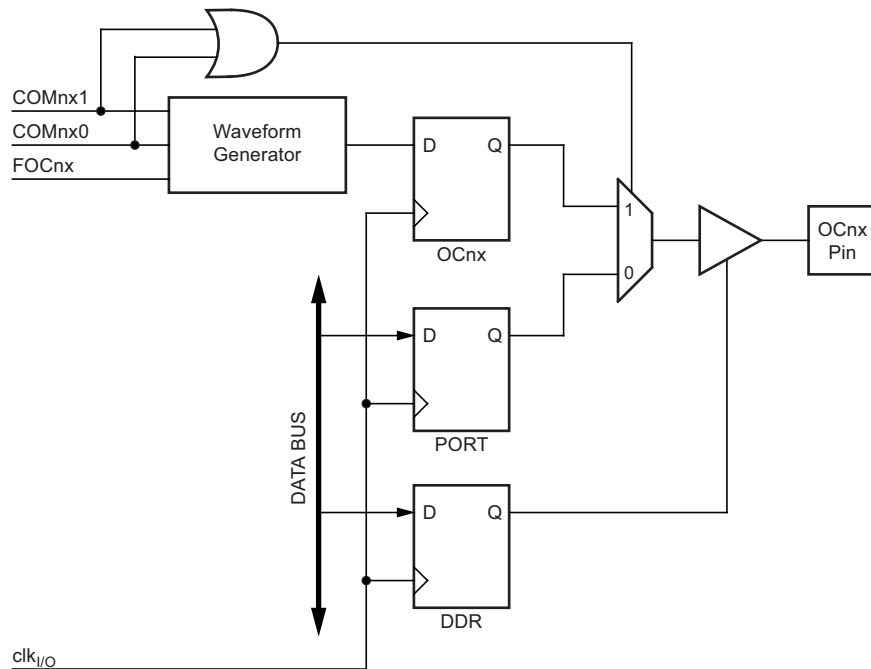 COMnx1
COMnx0
FOCnx
Waveform
Generator
D Q
OCnx
1
0
OCnx
Pin
D Q
PORT
DATA BUS
D Q
DDR
clkI/O